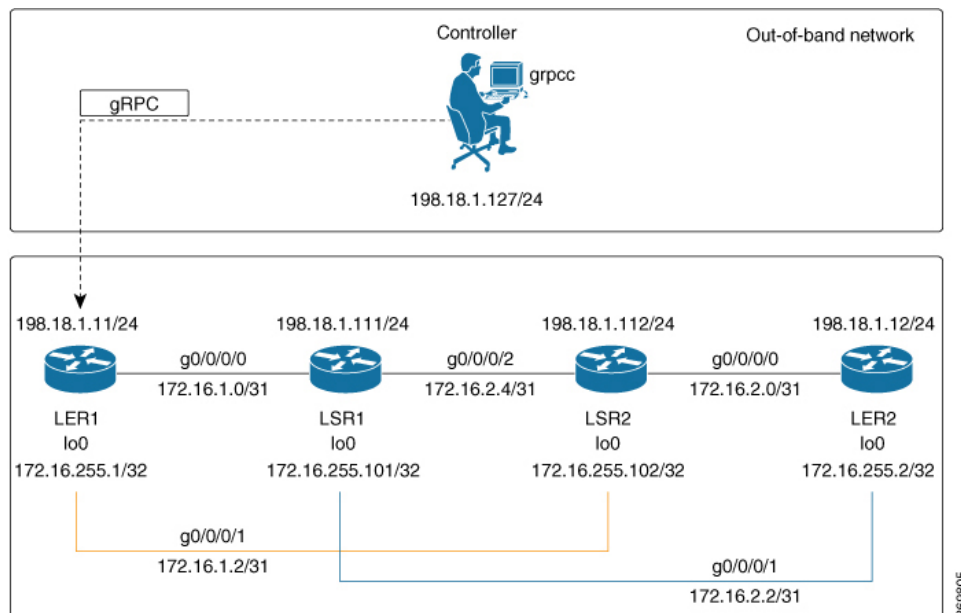 Controller
Out-of-band network
grpcc
gRPC
198.18.1.127/24
198.18.1.11/24
198.18.1.111/24
198.18.1.112/24
198.18.1.12/24
g0/0/0/0
g0/0/0/2
g0/0/0/0
172.16.1.0/31
172.16.2.4/31
172.16.2.0/31
LER1
LSR1
LSR2
LER2
lo0
lo0
lo0
lo0
172.16.255.1/32
172.16.255.101/32
172.16.255.102/32
172.16.255.2/32
g0/0/0/1
172.16.1.2/31
g0/0/0/1
172.16.2.2/31